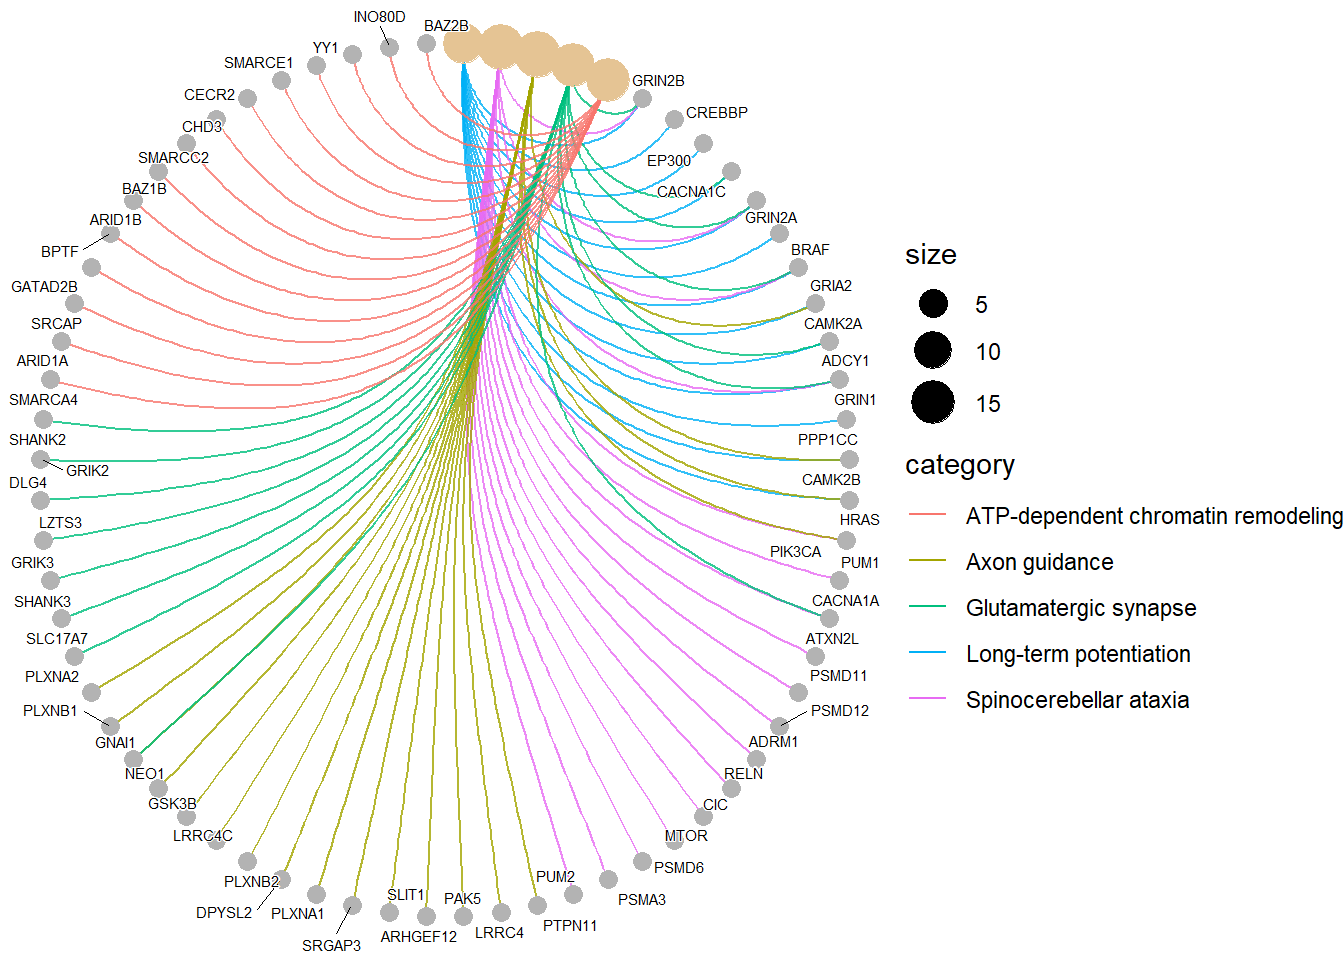 INO80D
BAZ2B
YY1
SMARCE1
GRIN2B
CECR2
CREBBP
CHD3
SMARCC2
EP300
BAZ1B
CACNA1C
ARID1B
GRIN2A
BPTF
BRAF
GATAD2B
GRIA2
SRCAP
CAMK2A
ARID1A
ADCY1
SMARCA4
GRIN1
SHANK2
PPP1CC
GRIK2
DLG4
CAMK2B
LZTS3
HRAS
GRIK3
PIK3CA
PUM1
SHANK3
CACNA1A
SLC17A7
ATXN2L
PLXNA2
PSMD11
PLXNB1
PSMD12
GNAI1
ADRM1
NEO1
RELN
GSK3B
CIC
LRRC4C
MTOR
PLXNB2
PSMD6
DPYSL2
PLXNA1
SLIT1
PAK5
PUM2
PSMA3
SRGAP3
ARHGEF12
LRRC4
PTPN11
size
5
10
15
category
ATP-dependent chromatin remodeling
Axon guidance
Glutamatergic synapse
Long-term potentiation
Spinocerebellar ataxia